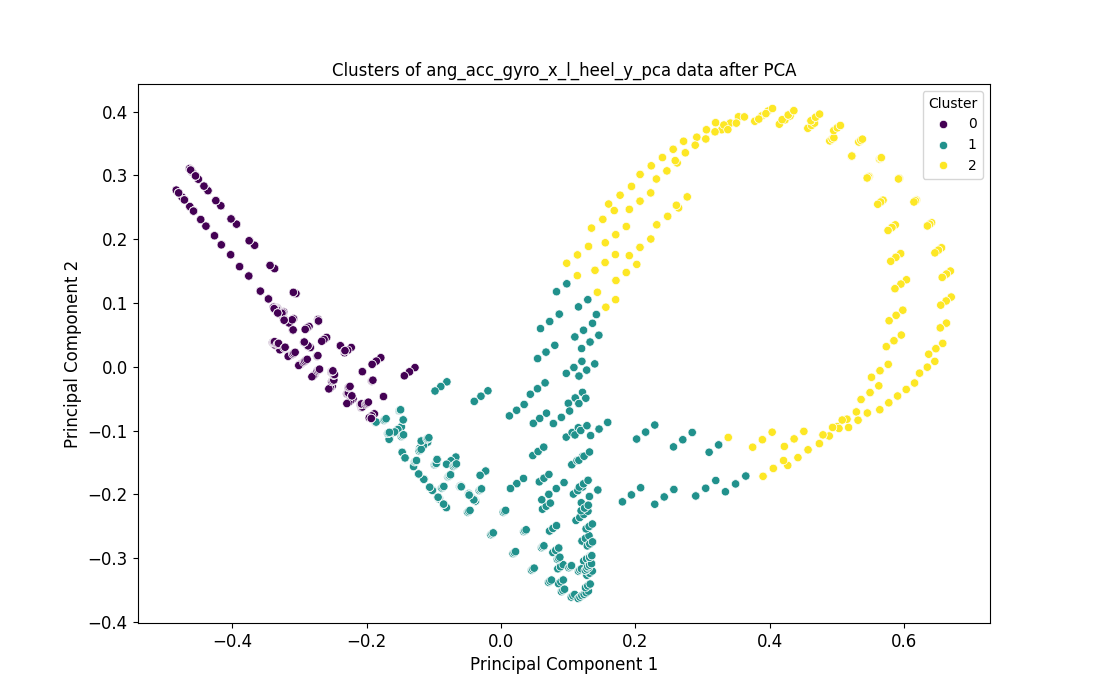 Clusters of ang_acc_gyro_x_l_heel_y_pca data after PCA
Cluster
0
1
2
0.4
0.3
0.2
0.1
0.0
−0.1
−0.2
−0.3
−0.4
Principal Component 2
−0.4 −0.2 0.0 0.2 0.4 0.6
Principal Component 1